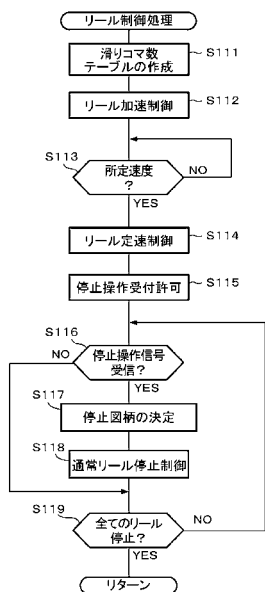 リール制御処理
滑りコマ数
テーブルの作成
S111
リール加速制御
S112
S113
所定速度
?
NO
YES
リール定速制御
S114
停止操作受付許可
S115
S116
NO
停止操作信号
受信?
YES
S117
停止図柄の決定
S118
通常リール停止制御
S119
全てのリール
停止?
NO
YES
リターン